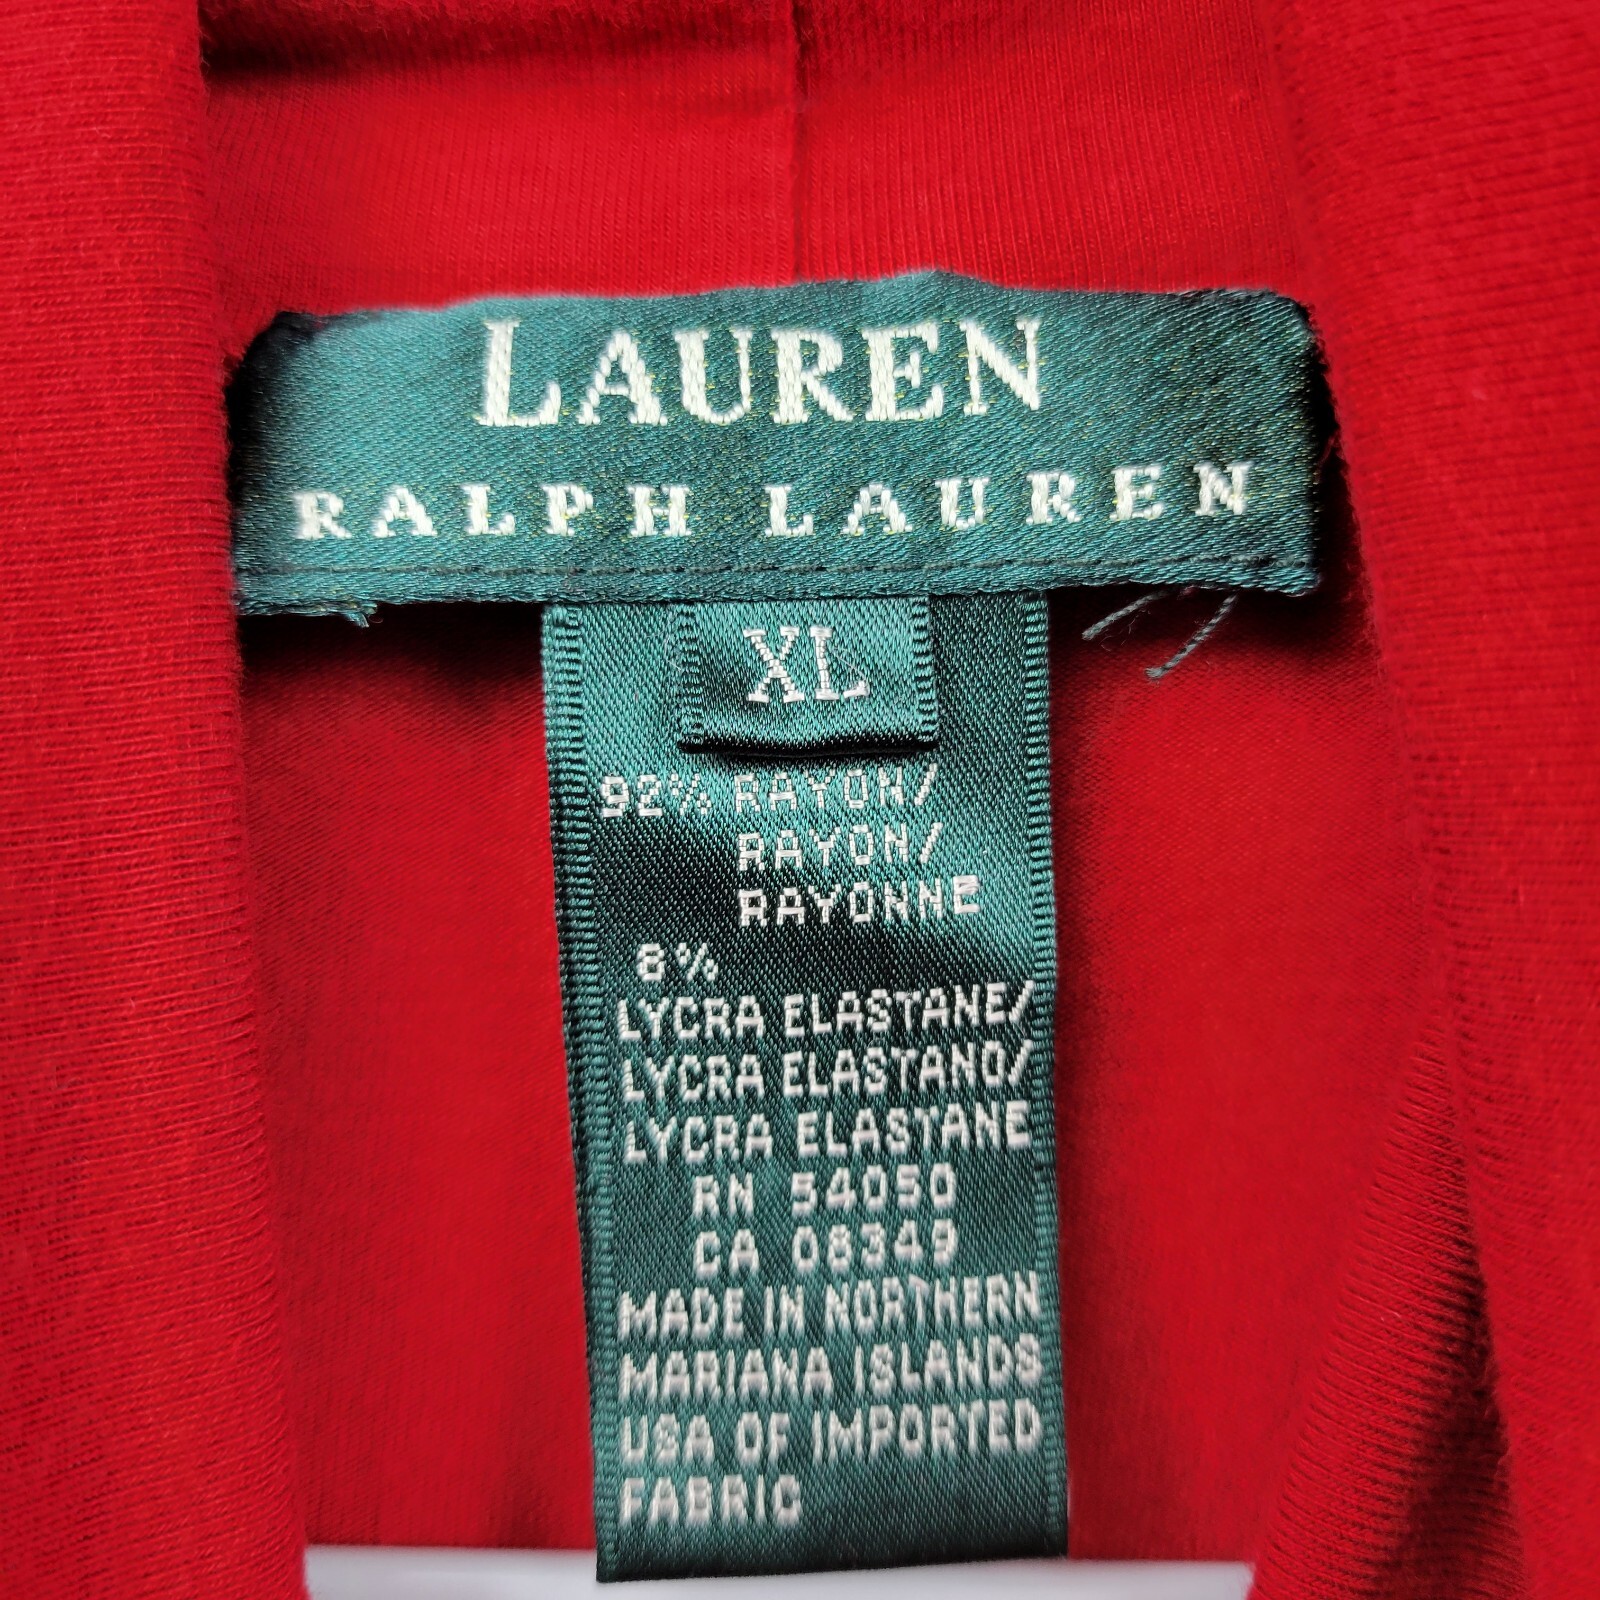 LAUREN
RALPH LAUREN
XL
92% RAYON/
RAYON/
RAYONNE
8%
LYCRA ELASTANE/
LYCRA ELASTANO/
LYCRA ELASTANE
RN 54050
CA 08349
MADE IN NORTHERN
MARIANA ISLANDS
USA OF IMPORTED
FABRIC